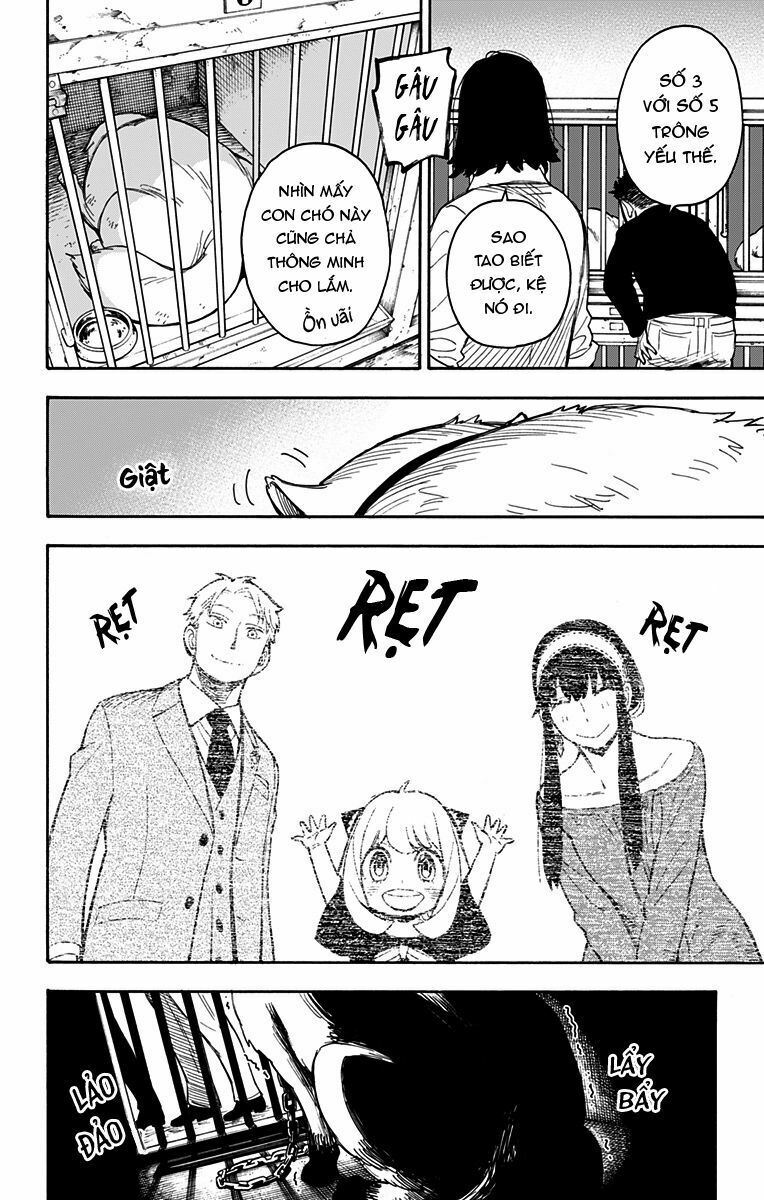 SỐ 3
VỚI SỐ 5
TRÔNG
YẾU THẾ.
SAO
TAO BIẾT
ĐƯỢC, KỆ
NÓ ĐI.
GÂU
GÂU
NHÌN MẤY
CON CHÓ NÀY
CŨNG CHẢ
THÔNG MINH
CHO LẮM.
Ồn vãi
Giật
RẸT
RẸT
RẸT
LẢO
ĐẢO
LẨY
BẨY